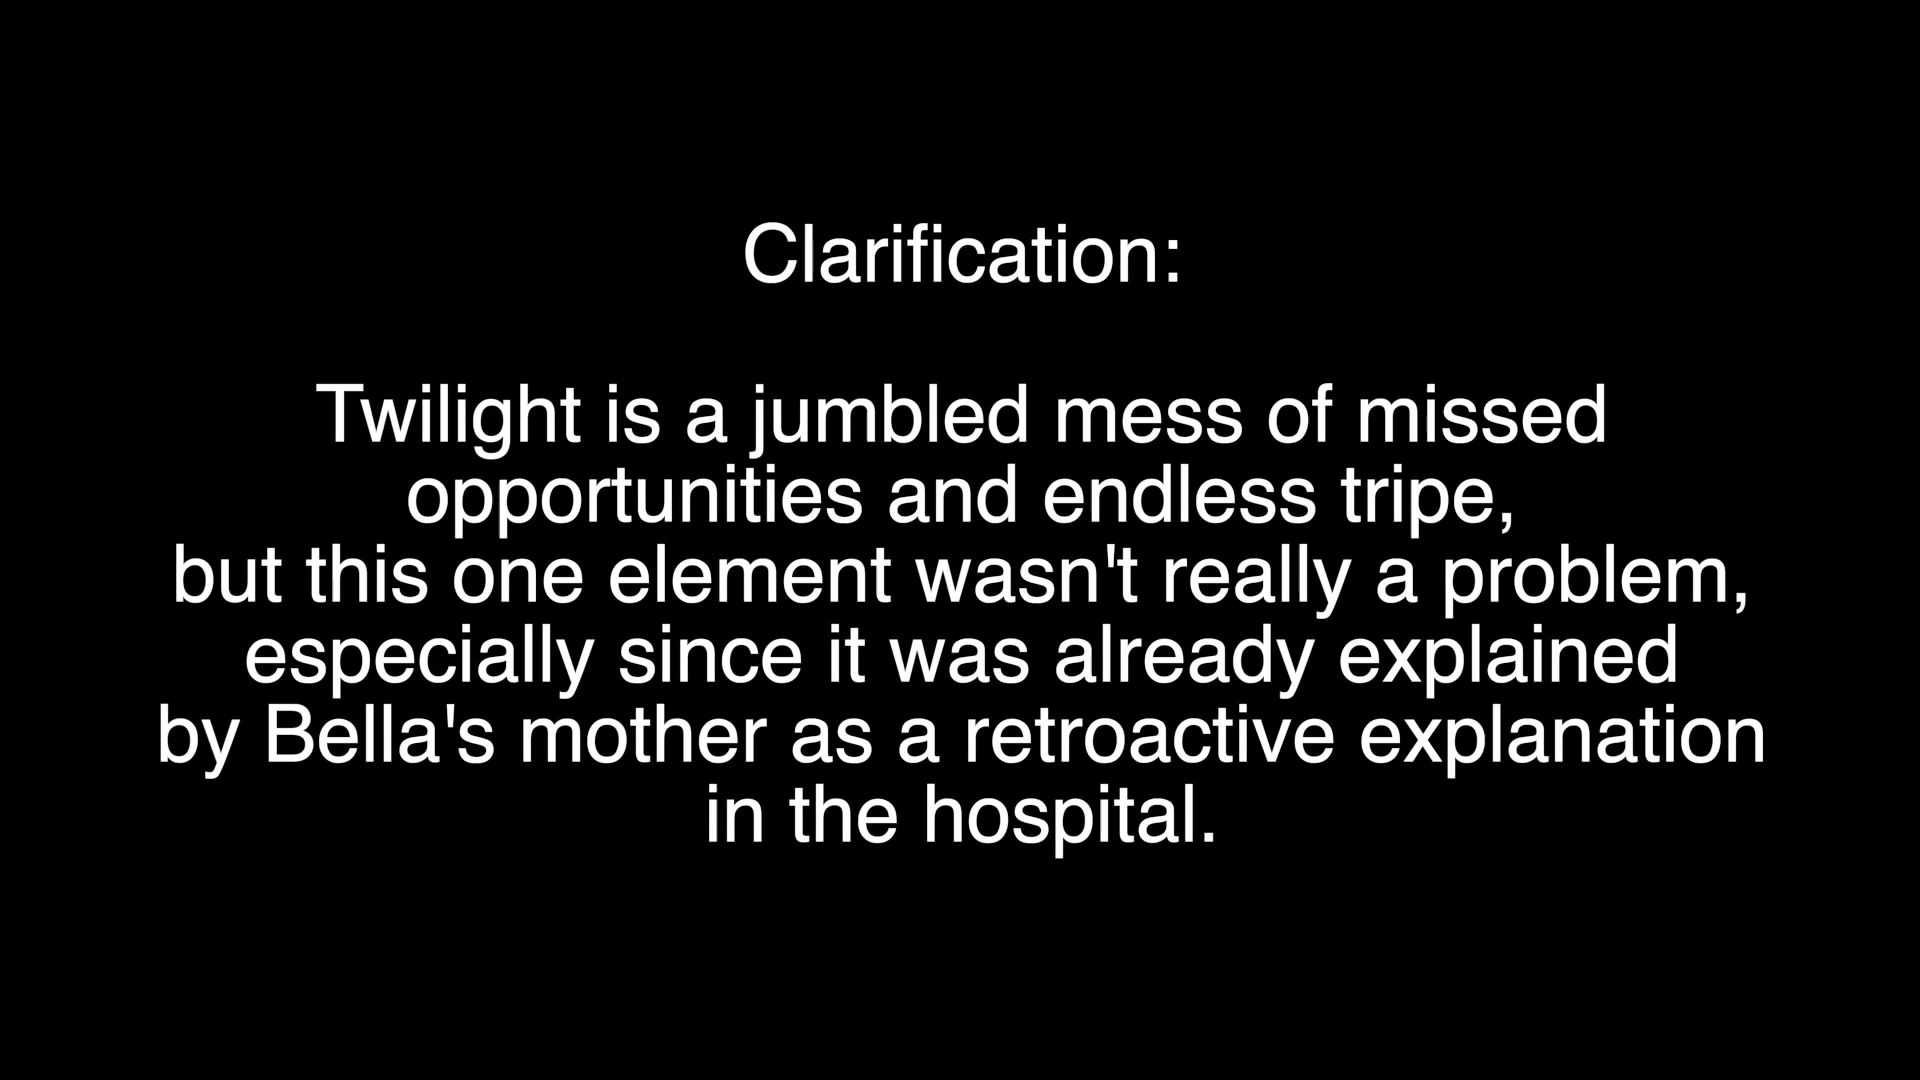 Clarification:
Twilight is a jumbled mess of missed
opportunities and endless tripe,
but this one element wasn't really a problem,
especially since it was already explained
by Bella's mother as a retroactive explanation
in the hospital.